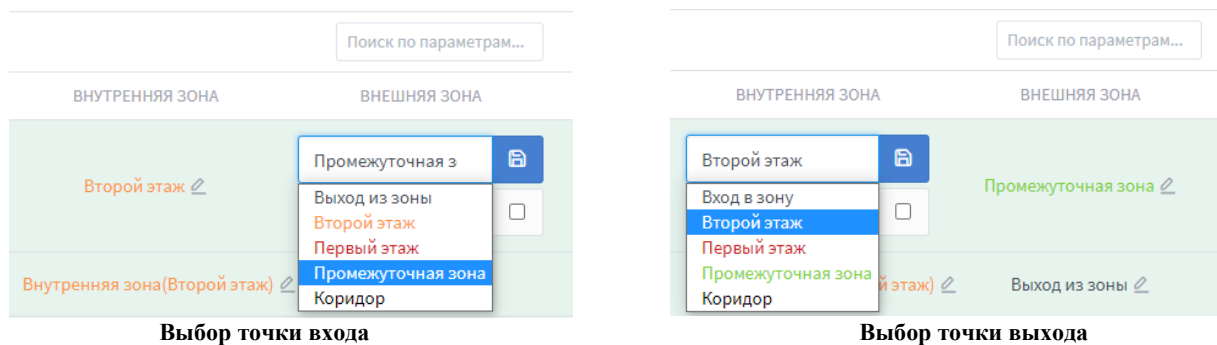 Поиск по параметрам...
ВНУТРЕННЯЯ ЗОНА ВНЕШНЯЯ ЗОНА
Второй этаж
Промежуточная з
Выход из зоны
Второй этаж
Первый этаж
Промежуточная зона
Коридор
Внутренняя зона(Второй этаж)
Выбор точки входа
Поиск по параметрам...
ВНУТРЕННЯЯ ЗОНА ВНЕШНЯЯ ЗОНА
Второй этаж
Вход в зону
Второй этаж
Первый этаж
Промежуточная зона
Коридор
Промежуточная зона
й этаж) Выход из зоны
Выбор точки выхода